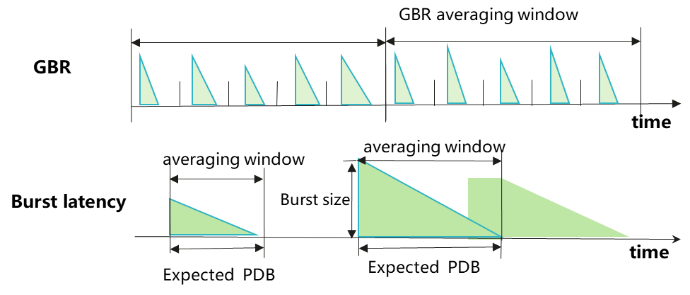 GBR averaging window
GBR
time
averaging window
averaging window
Burst size
Burst latency
time
Expected PDB
Expected PDB